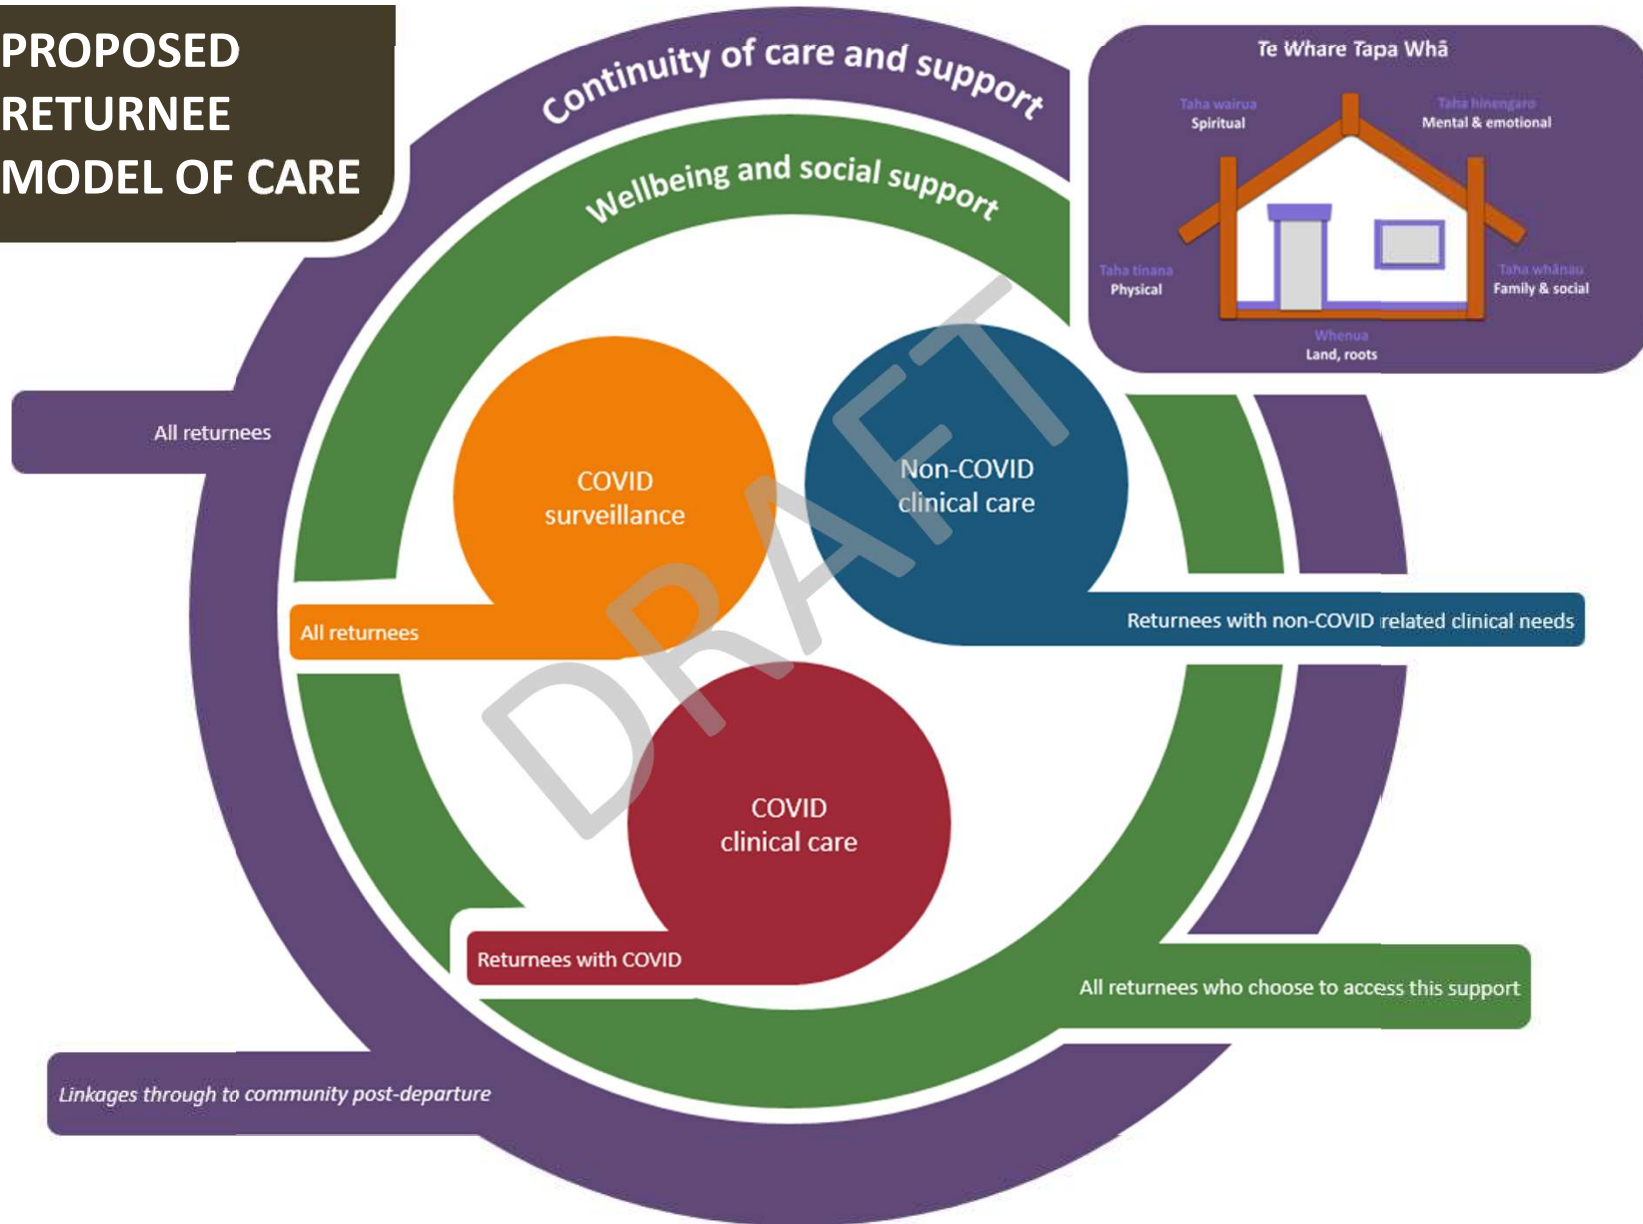 PROPOSED
RETURNEE
MODEL OF CARE
Continuity of care and support
Wellbeing and social support
Te Whare Tapa Whā
Taha wairua
Spiritual
Taha hinengaro
Mental & emotional
Taha tinana
Physical
Taha whānau
Family & social
Whenua
Land, roots
All returnees
COVID
surveillance
All returnees
Non-COVID
clinical care
Returnees with non-COVID related clinical needs
DRAFT
COVID
clinical care
Returnees with COVID
All returnees who choose to access this support
Linkages through to community post-departure